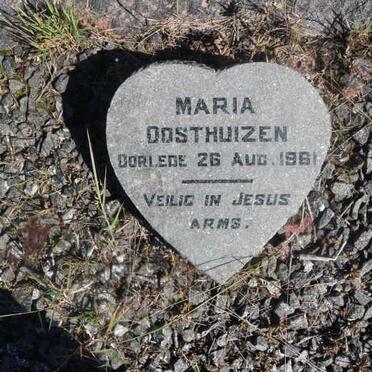 MARIA
OOSTHUIZEN
OORLEDE 26 AUG. 1961
VEILIG IN JESUS
ARMS.